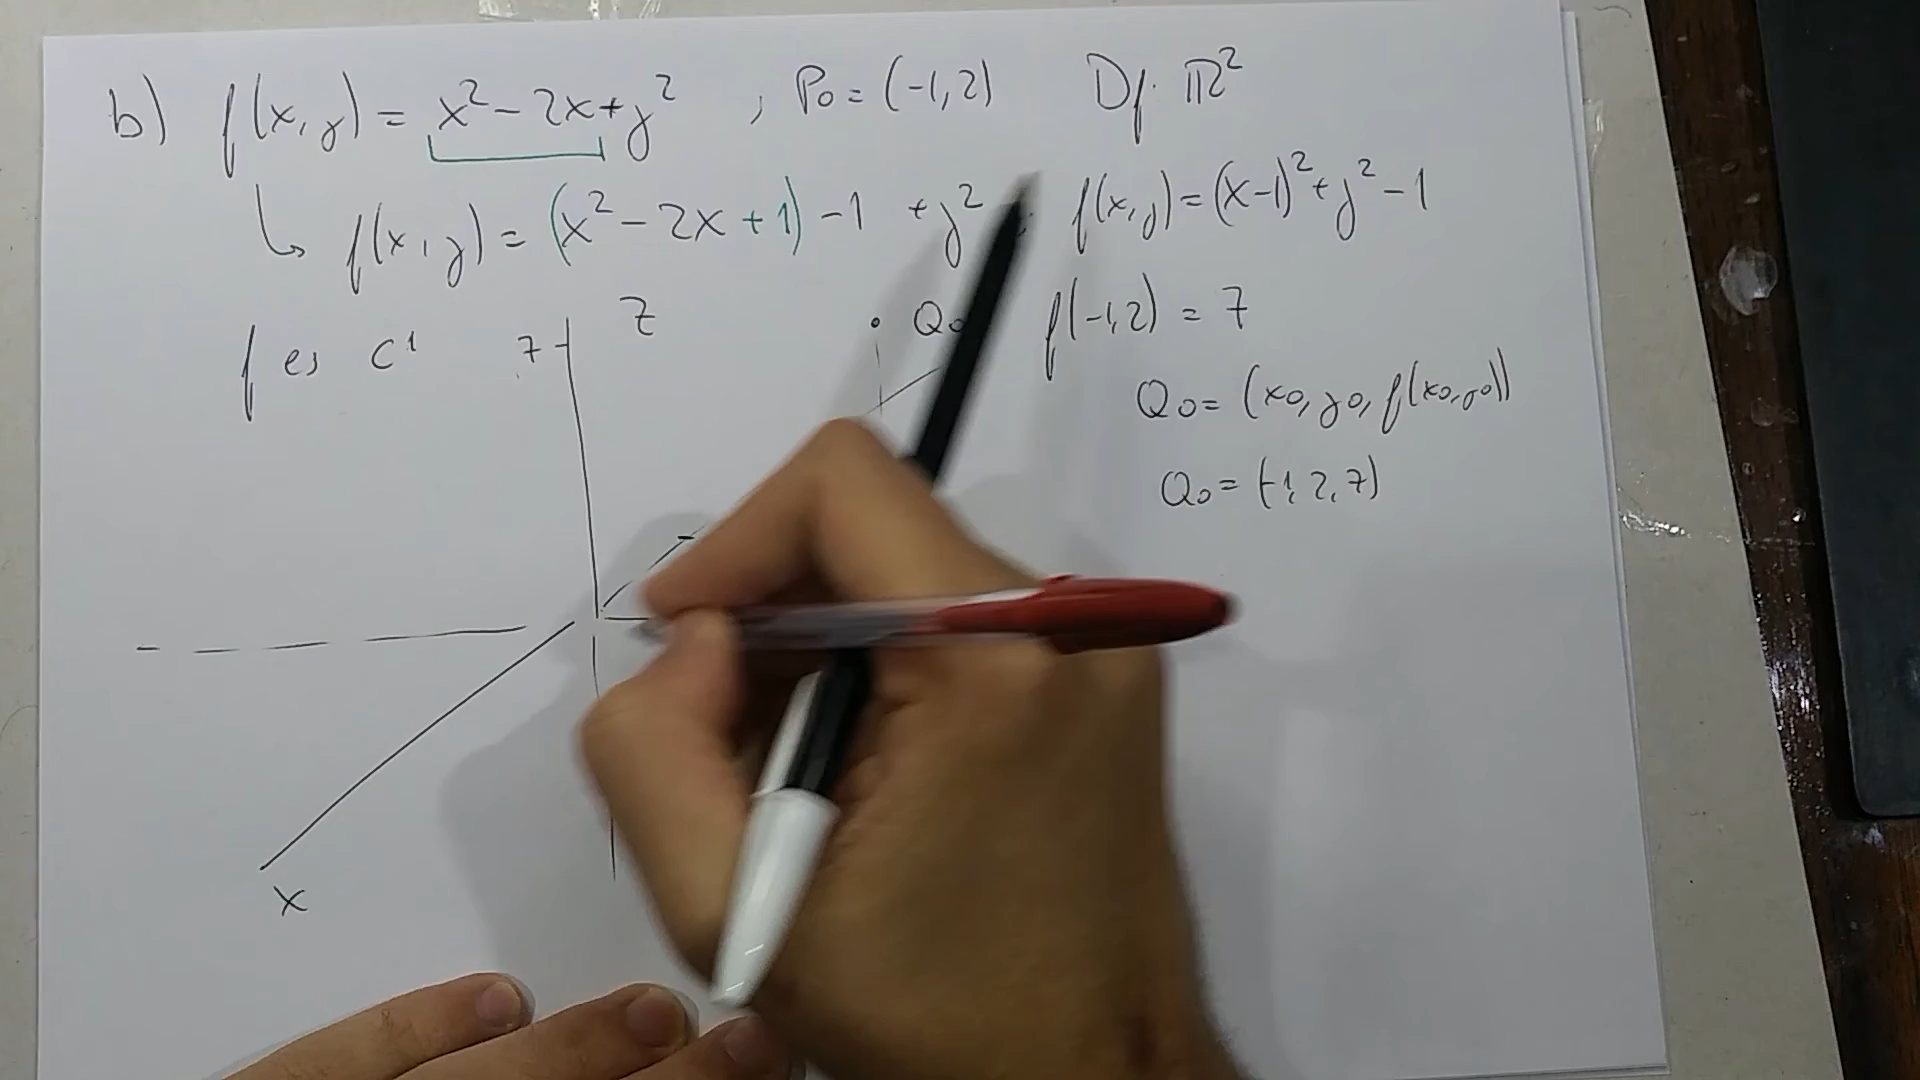 b) f(x,y) = x² - 2x + y² , P₀ = (-1,2) Df: ℝ²
f(x,y) = (x² - 2x + 1) - 1 + y² f(x,y) = (x-1)² + y² - 1
f(-1,2) = 7
f es C¹ 7 Z Q₀
Q₀ = (x₀, y₀, f(x₀,y₀))
Q₀ = (-1, 2, 7)
x